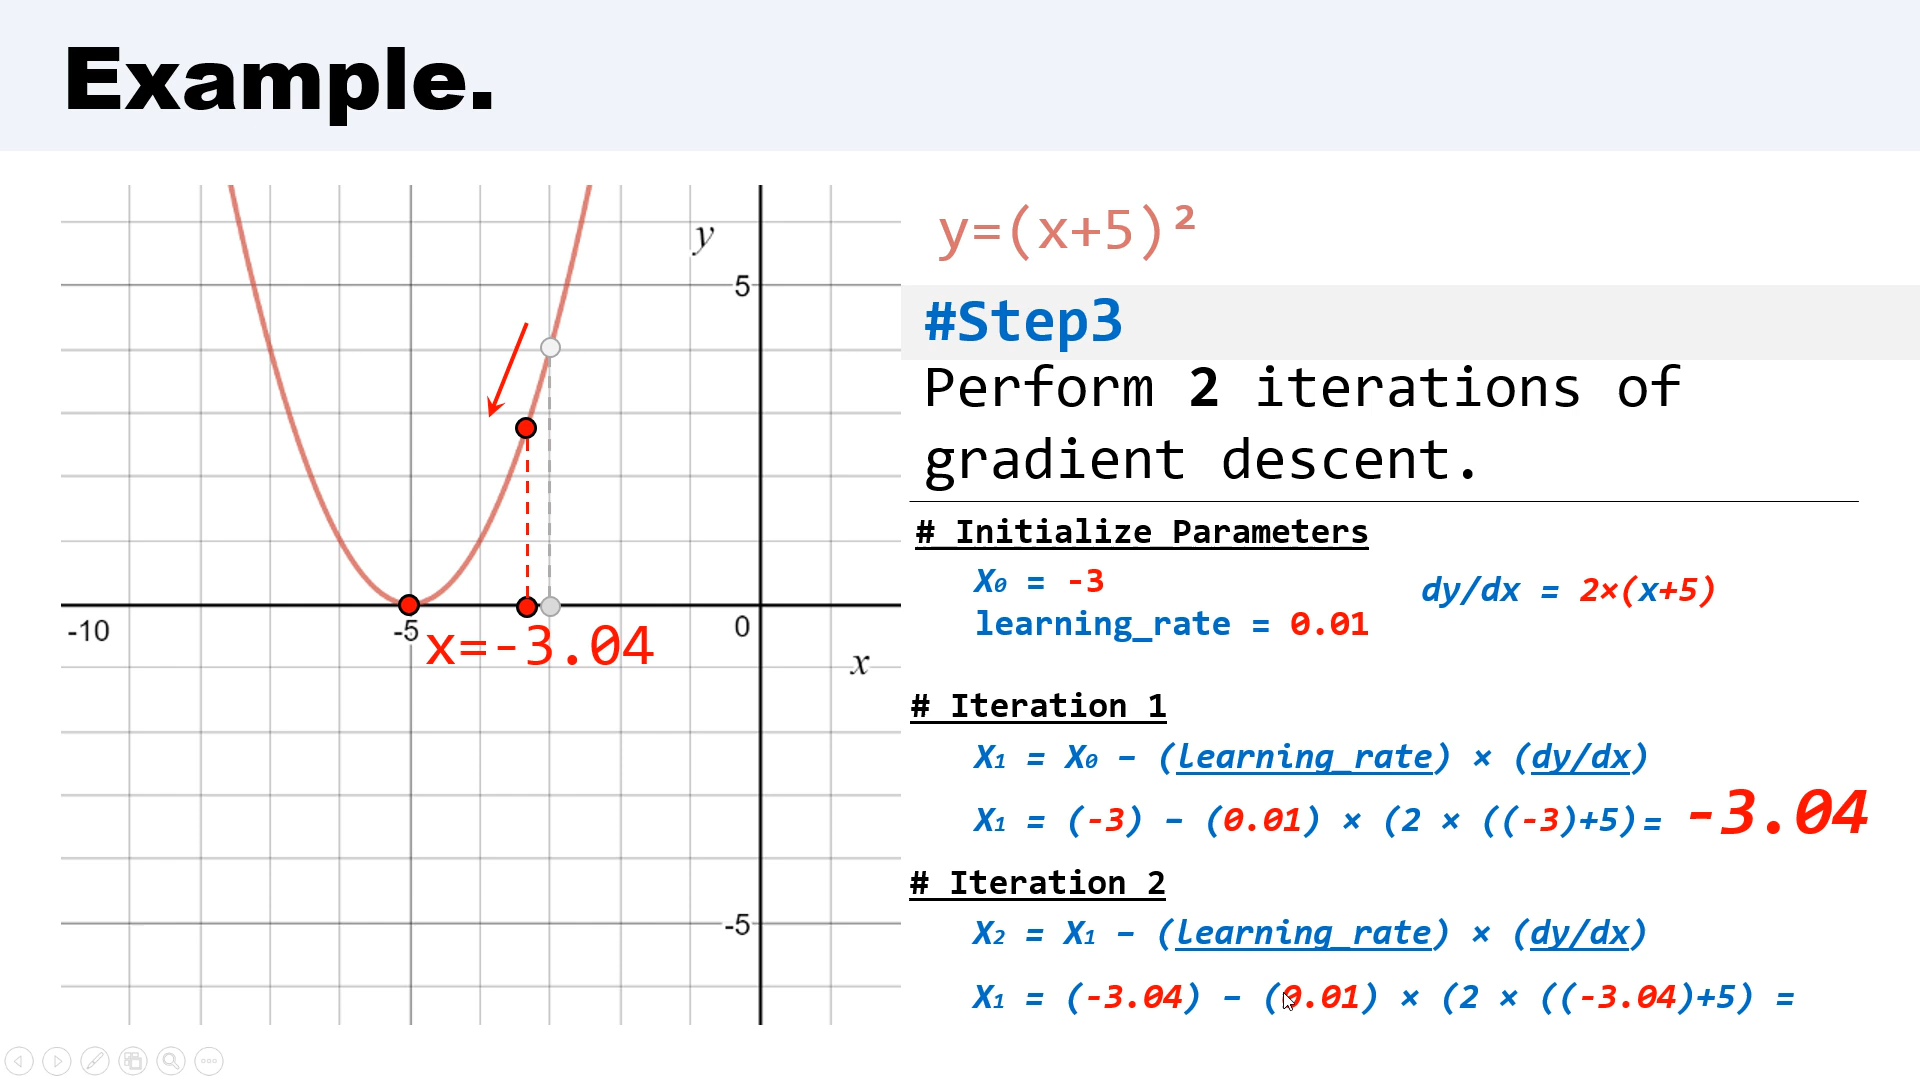 Example.
y
5
-10
-5
0
x=-3.04
x
-5
y=(x+5)²
#Step3
Perform 2 iterations of
gradient descent.
# Initialize Parameters
X₀ = -3
learning_rate = 0.01
dy/dx = 2×(x+5)
# Iteration 1
X₁ = X₀ – (learning_rate) × (dy/dx)
X₁ = (-3) – (0.01) × (2 × ((-3)+5)= -3.04
# Iteration 2
X₂ = X₁ – (learning_rate) × (dy/dx)
X₁ = (-3.04) – (0.01) × (2 × ((-3.04)+5) =